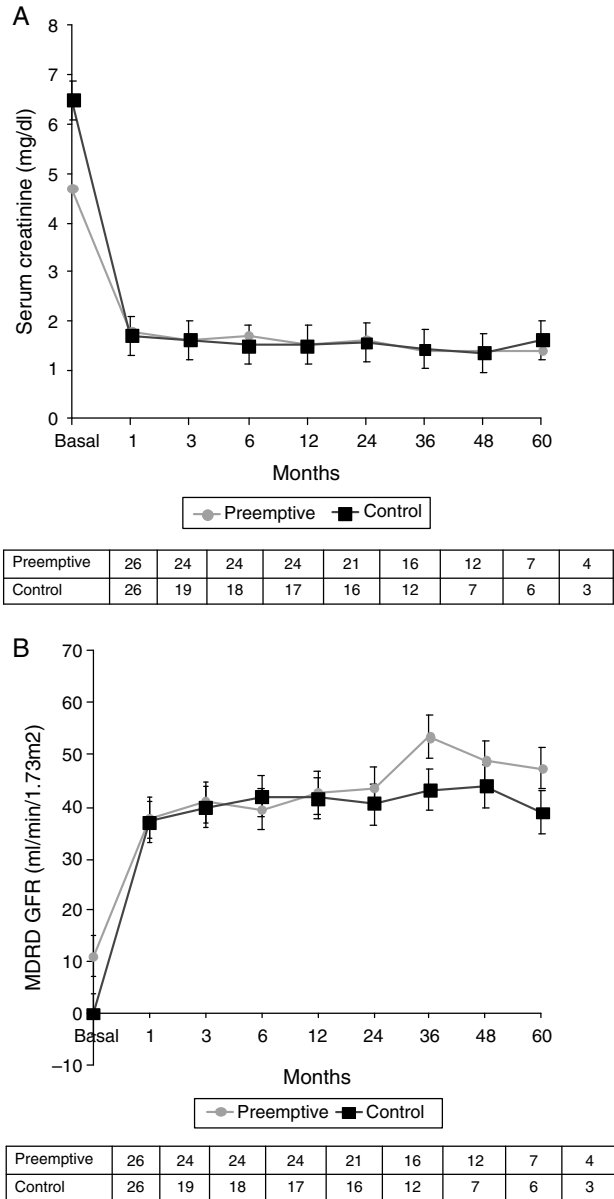 A
Serum creatinine (mg/dl)
8
7
6
5
4
3
2
1
0
Basal 1 3 6 12 24 36 48 60
Months
Preemptive Control
Preemptive 26 24 24 24 21 16 12 7 4
Control 26 19 18 17 16 12 7 6 3
B
MDRD GFR (ml/min/1.73m2)
70
60
50
40
30
20
10
0
Basal 1 3 6 12 24 36 48 60
–10
Months
Preemptive Control
Preemptive 26 24 24 24 21 16 12 7 4
Control 26 19 18 17 16 12 7 6 3